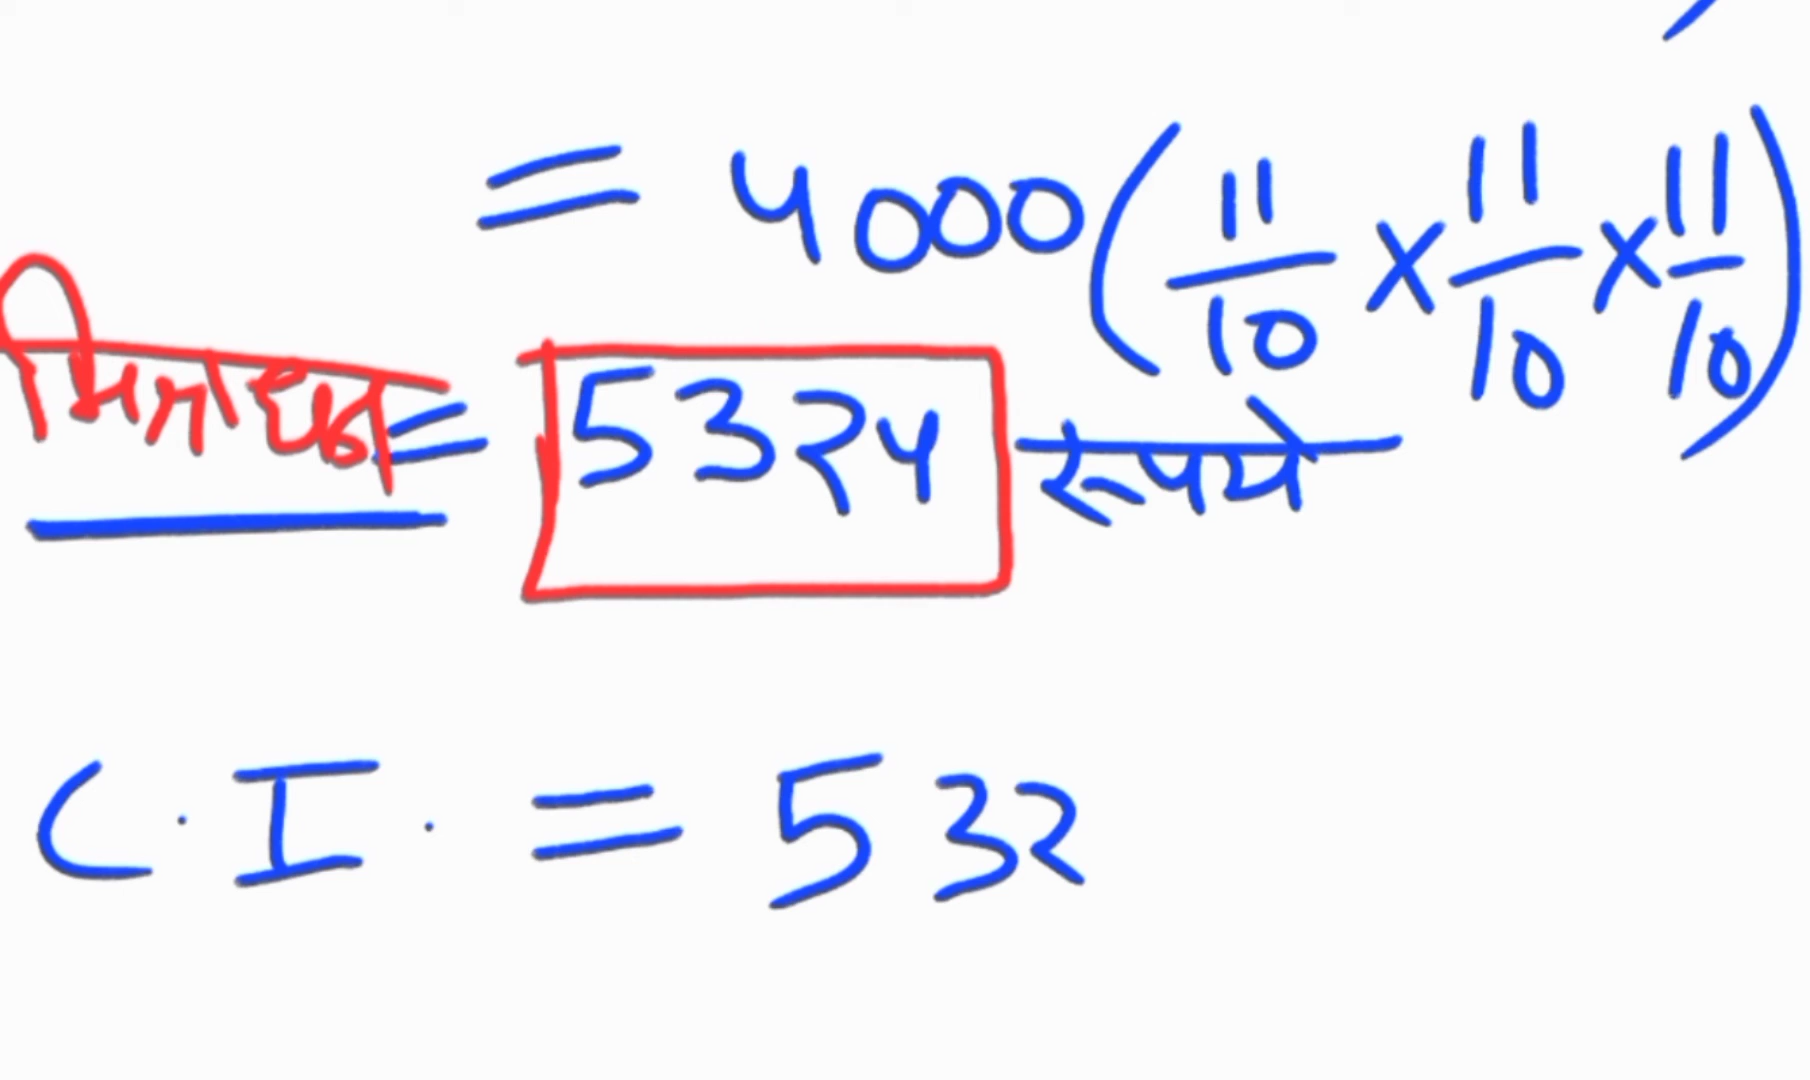 = 4000 ( 11/10 × 11/10 × 11/10 )
मिश्रधन = 5324 रूपये
C.I. = 532